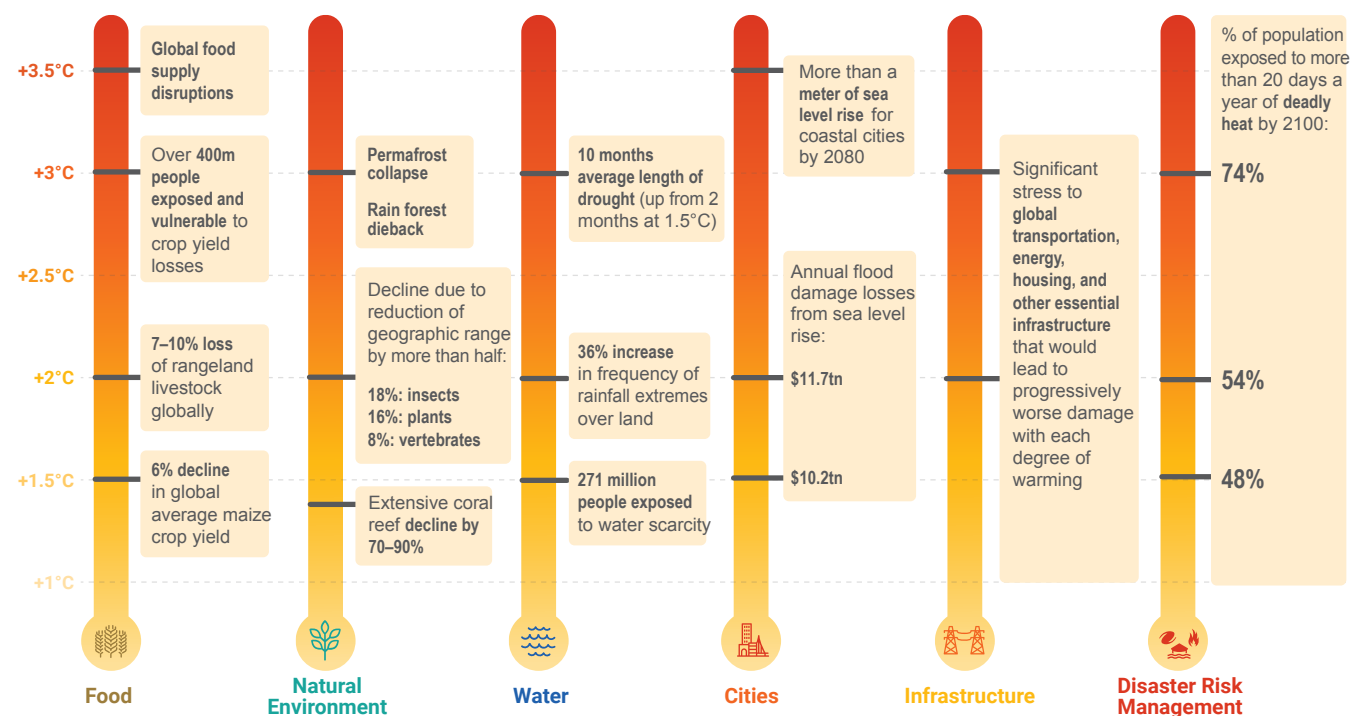 +3.5°C
+3°C
+2.5°C
+2°C
+1.5°C
+1°C
Global food
supply
disruptions
Over 400m
people
exposed and
vulnerable to
crop yield
losses
7–10% loss
of rangeland
livestock
globally
6% decline
in global
average maize
crop yield
Food
Permafrost
collapse
Rain forest
dieback
Decline due to
reduction of
geographic range
by more than half:
18%: insects
16%: plants
8%: vertebrates
Extensive coral
reef decline by
70–90%
Natural
Environment
10 months
average length of
drought (up from 2
months at 1.5°C)
36% increase
in frequency of
rainfall extremes
over land
271 million
people exposed
to water scarcity
Water
More than a
meter of sea
level rise for
coastal cities
by 2080
Annual flood
damage losses
from sea level
rise:
$11.7tn
$10.2tn
Cities
Significant
stress to
global
transportation,
energy,
housing, and
other essential
infrastructure
that would
lead to
progressively
worse damage
with each
degree of
warming
Infrastructure
% of population
exposed to more
than 20 days a
year of deadly
heat by 2100:
74%
54%
48%
Disaster Risk
Management